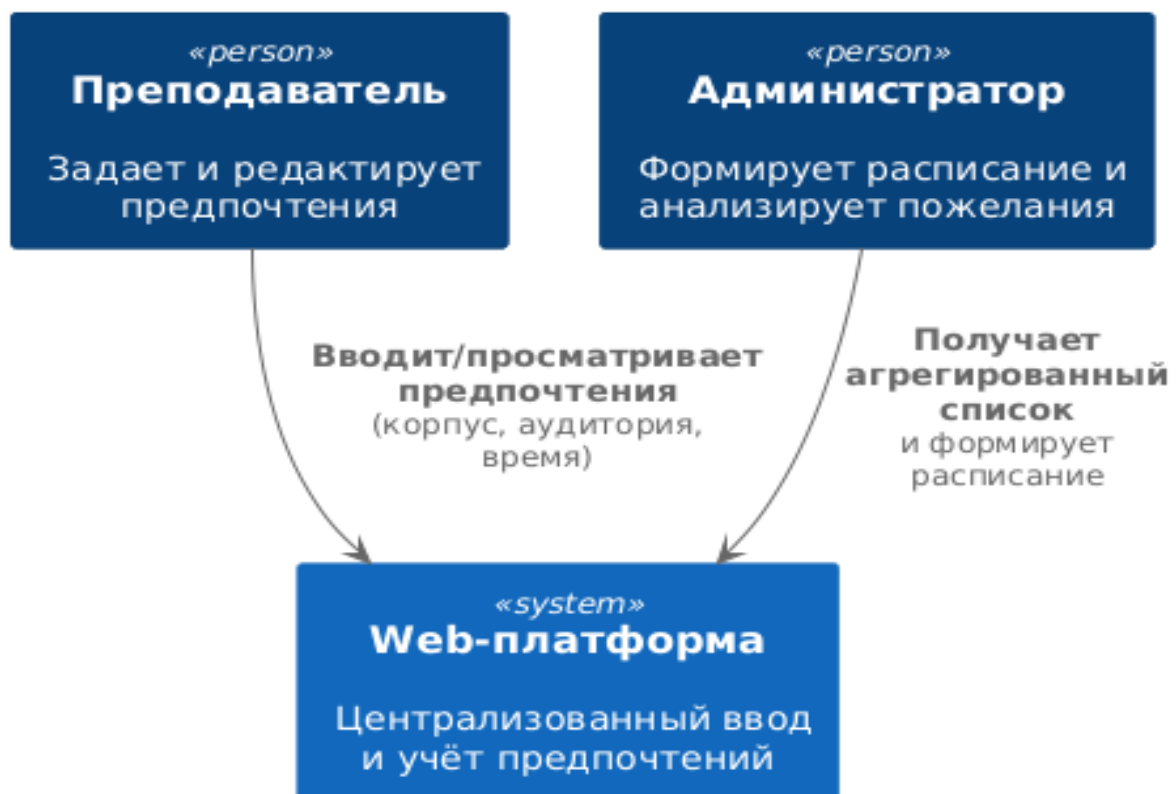 «person»
Преподаватель
Задает и редактирует
предпочтения
«person»
Администратор
Формирует расписание и
анализирует пожелания
Вводит/просматривает
предпочтения
(корпус, аудитория,
время)
Получает
агрегированный
список
и формирует
расписание
«system»
Web-платформа
Централизованный ввод
и учёт предпочтений